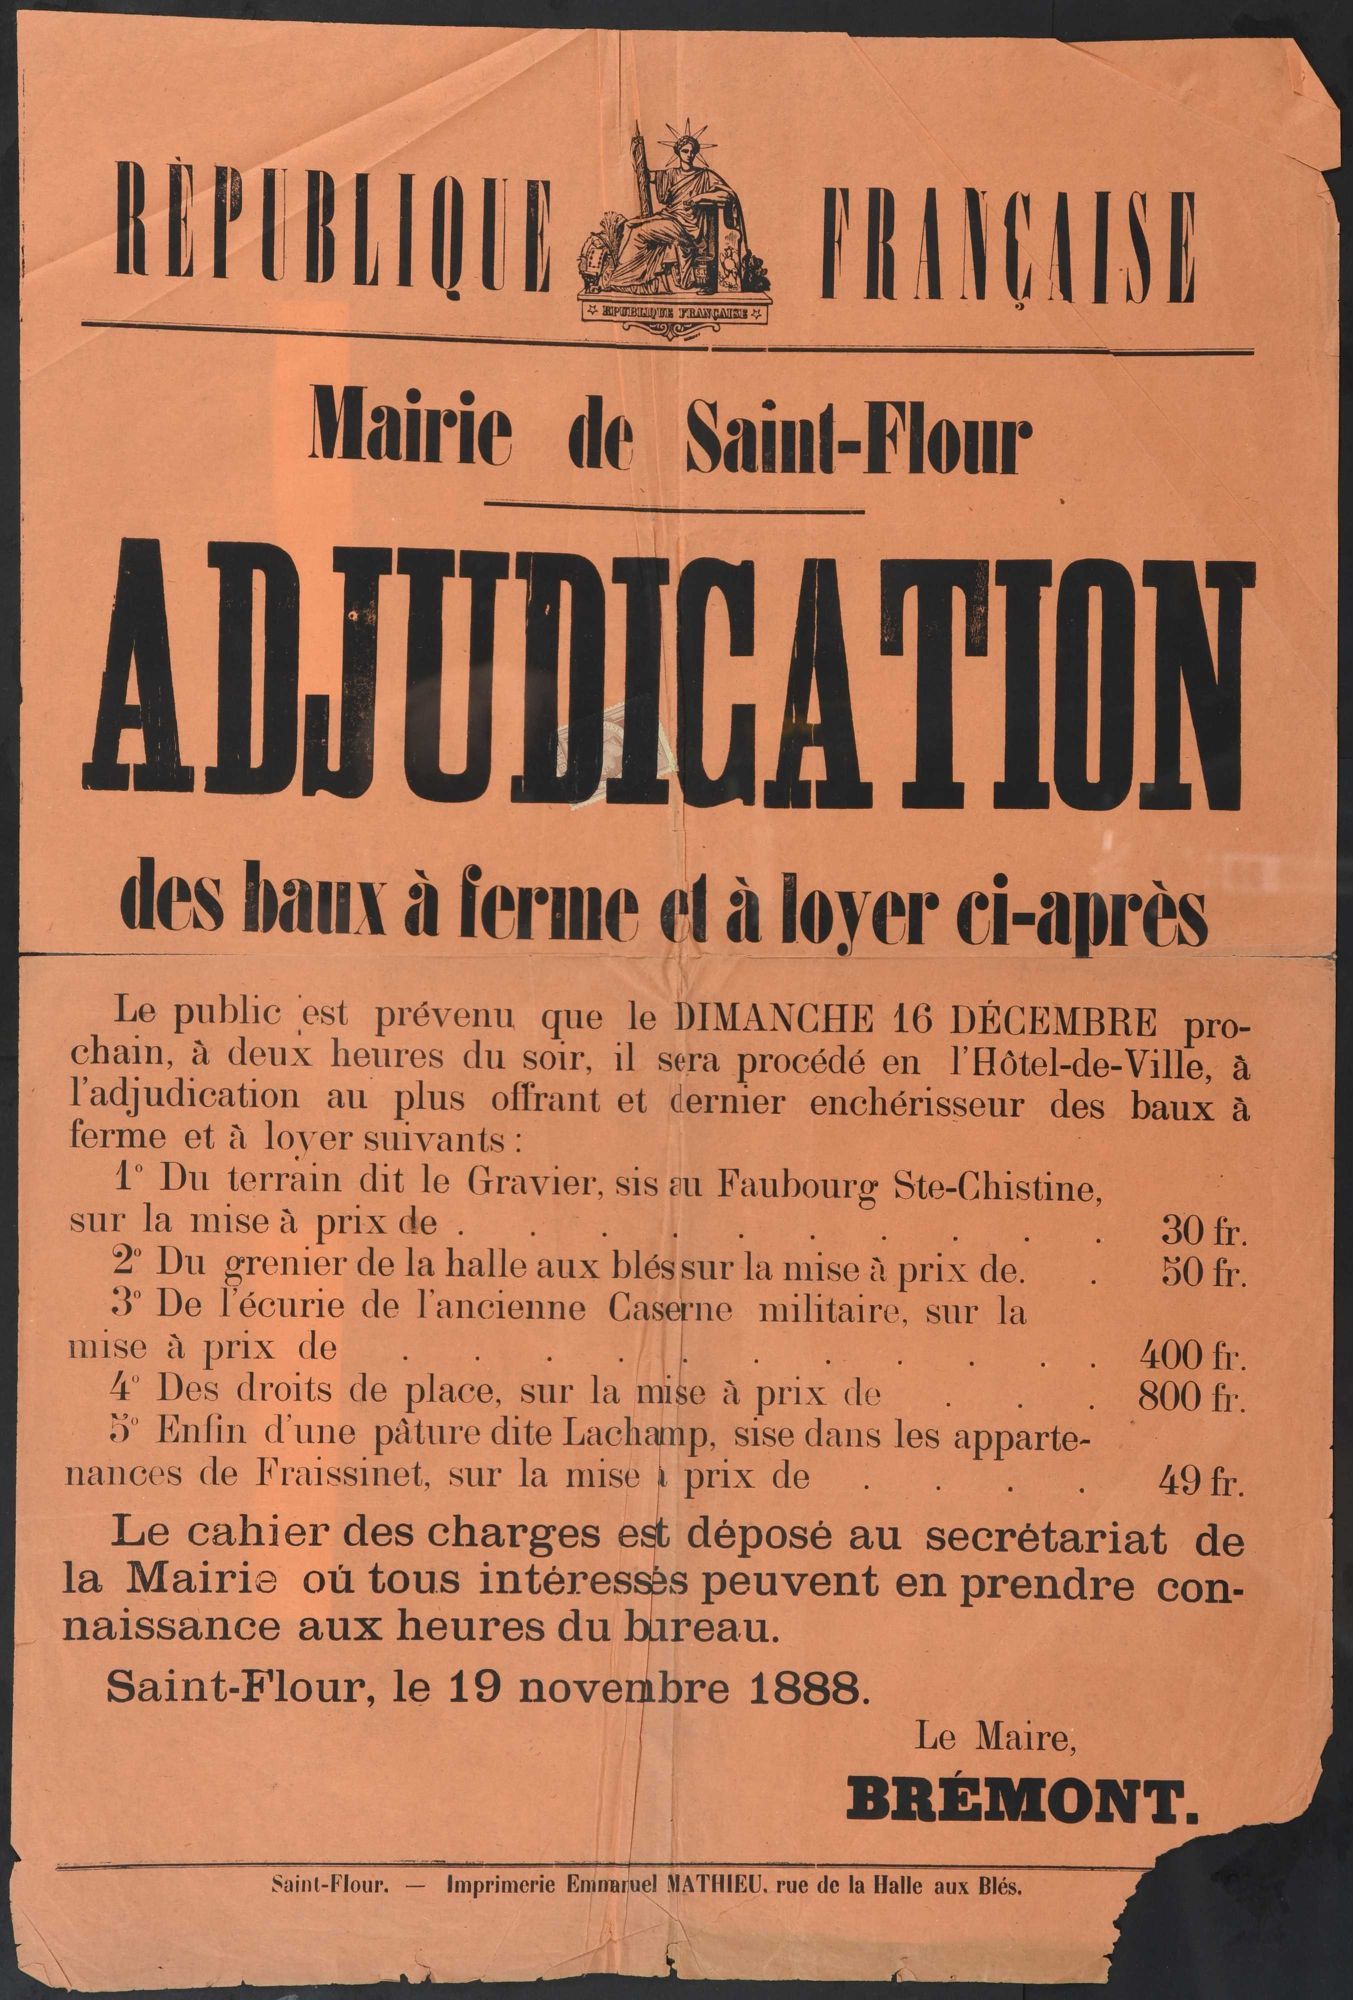 RÉPUBLIQUE FRANÇAISE
RPUBLIQUE FRANÇAISE
Mairie de Saint-Flour
ADJUDICATION
des baux à ferme et à loyer ci-après
Le public est prévenu que le DIMANCHE 16 DÉCEMBRE pro-
chain, à deux heures du soir, il sera procédé en l'Hôtel-de-Ville, à
l'adjudication au plus offrant et dernier enchérisseur des baux à
ferme et à loyer suivants :
1° Du terrain dit le Gravier, sis au Faubourg Ste-Chistine,
sur la mise à prix de . . . . . . . . . . 30 fr.
2° Du grenier de la halle aux blés sur la mise à prix de. . 50 fr.
3° De l'écurie de l'ancienne Caserne militaire, sur la
mise à prix de . . . . . . . . . . . 400 fr.
4° Des droits de place, sur la mise à prix de . . . 800 fr.
5° Enfin d'une pâture dite Lachamp, sise dans les apparte-
nances de Fraissinet, sur la mise à prix de . . . . 49 fr.
Le cahier des charges est déposé au secrétariat de
la Mairie où tous intéressés peuvent en prendre con-
naissance aux heures du bureau.
Saint-Flour, le 19 novembre 1888.
Le Maire,
BRÉMONT.
Saint-Flour. — Imprimerie Emmanuel MATHIEU, rue de la Halle aux Blés.